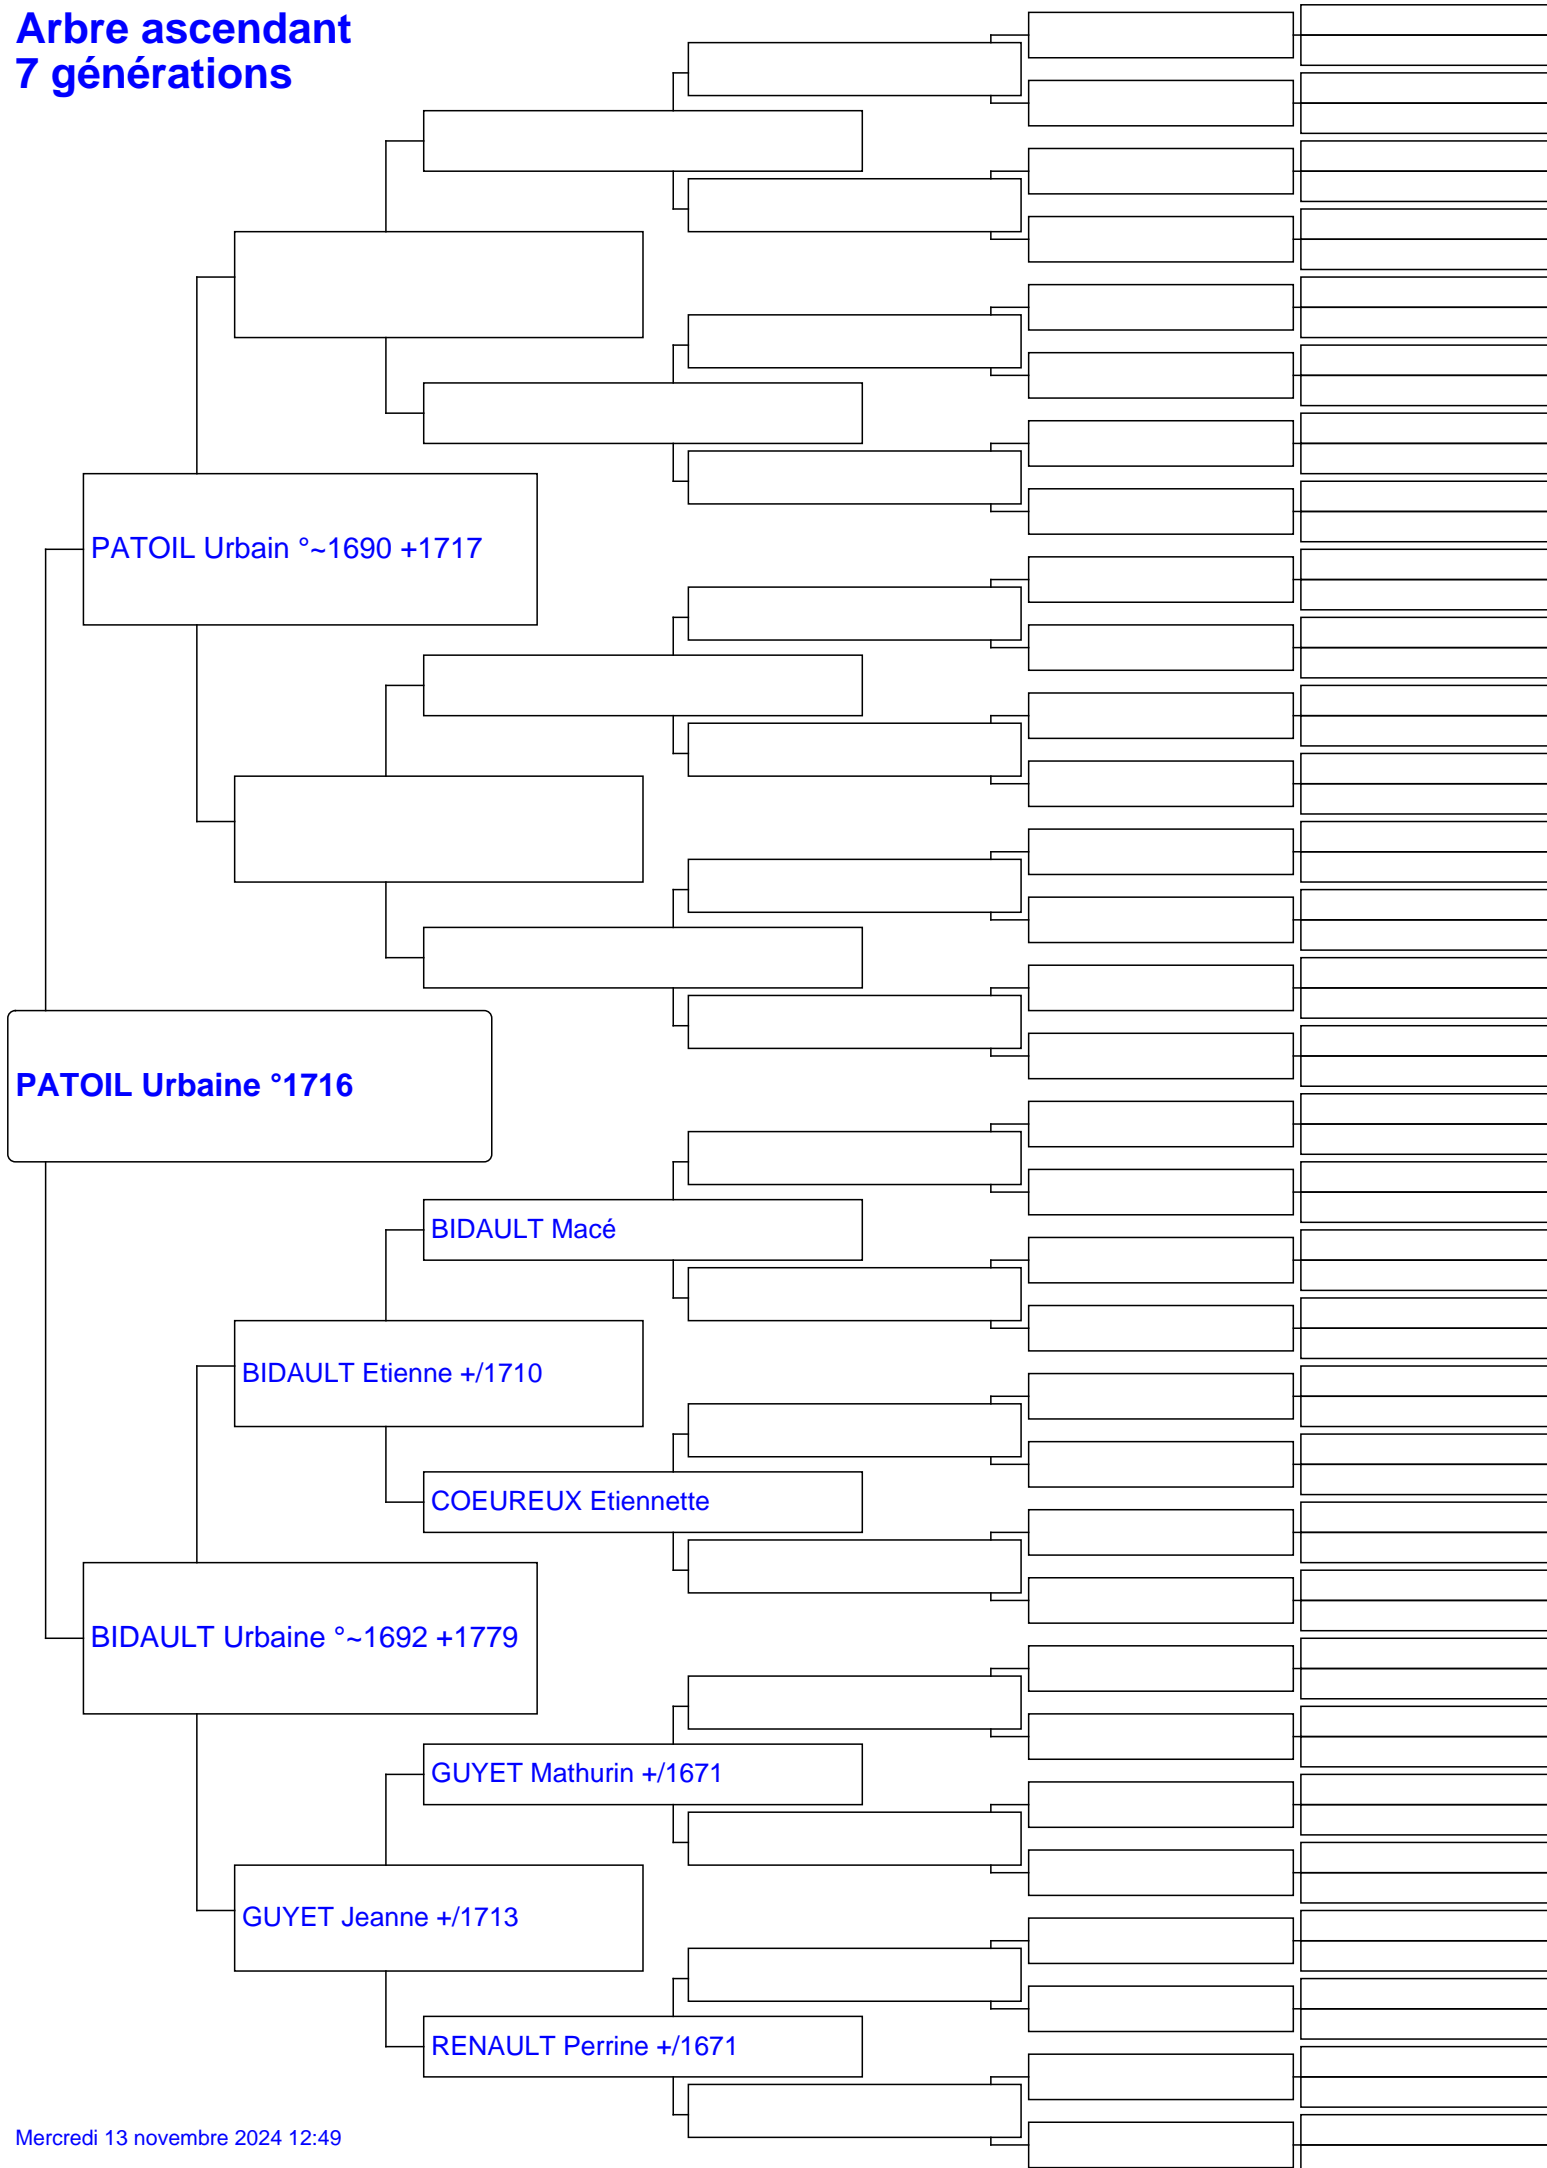 Arbre ascendant
7 générations
PATOIL Urbain °~1690 +1717
PATOIL Urbaine °1716
BIDAULT Macé
BIDAULT Etienne +/1710
COEUREUX Etiennette
BIDAULT Urbaine °~1692 +1779
GUYET Mathurin +/1671
GUYET Jeanne +/1713
RENAULT Perrine +/1671
Mercredi 13 novembre 2024 12:49